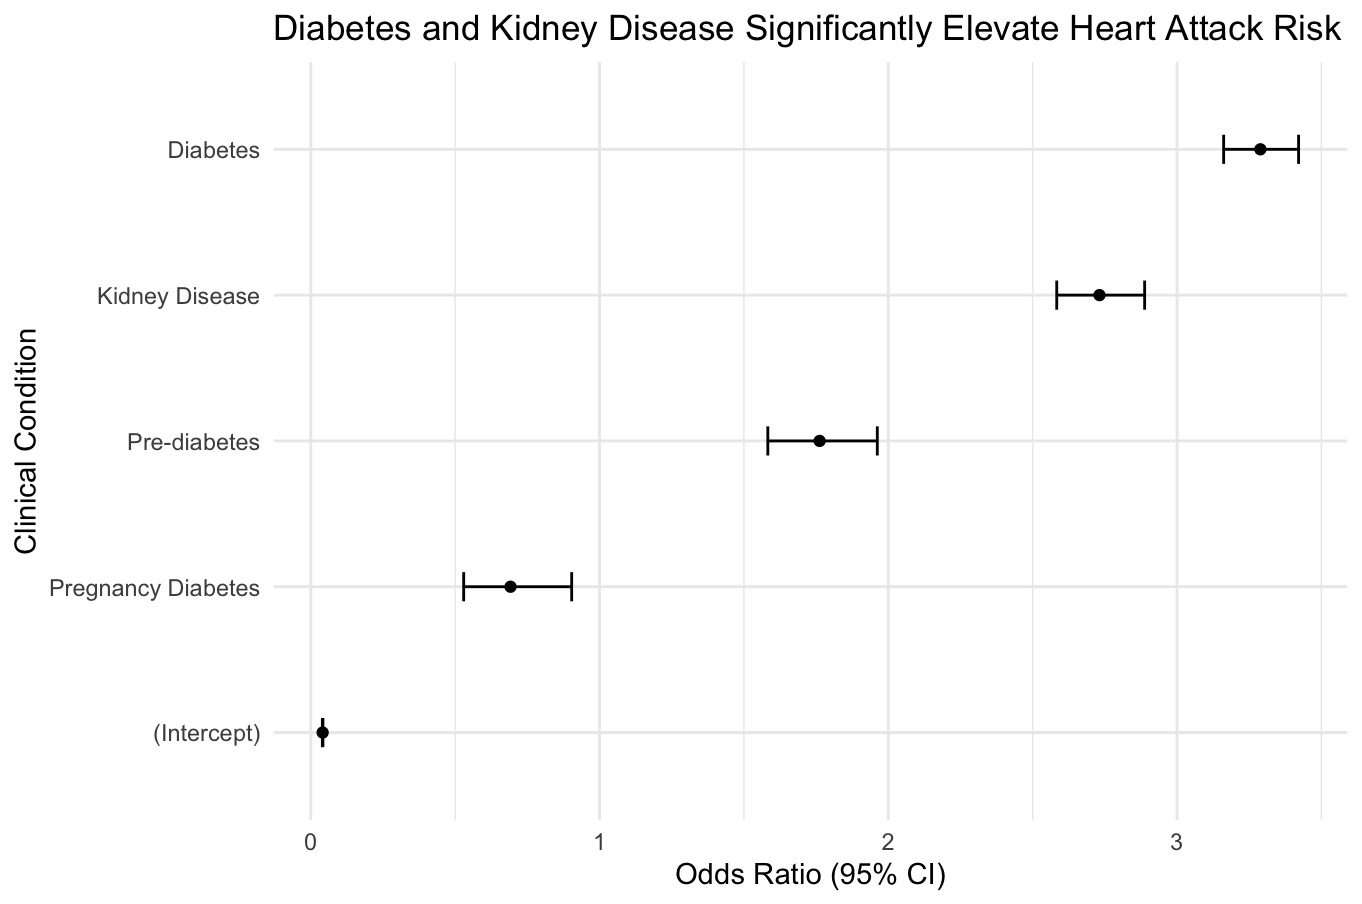 Diabetes and Kidney Disease Significantly Elevate Heart Attack Risk
Clinical Condition
Diabetes
Kidney Disease
Pre-diabetes
Pregnancy Diabetes
(Intercept)
0 1 2 3
Odds Ratio (95% CI)